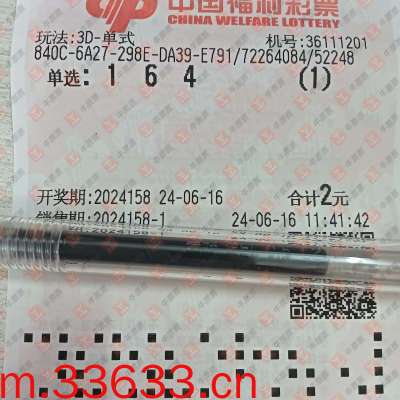 中国福利彩票
CHINA WELFARE LOTTERY
玩法:3D-单式 机号:36111201
840C-6A27-298E-DA39-E791/72264084/52248
单选: 1 6 4 (1)
开奖期:2024158 24-06-16 合计2元
销售期:2024158-1 24-06-16 11:41:42
m.33633.cn